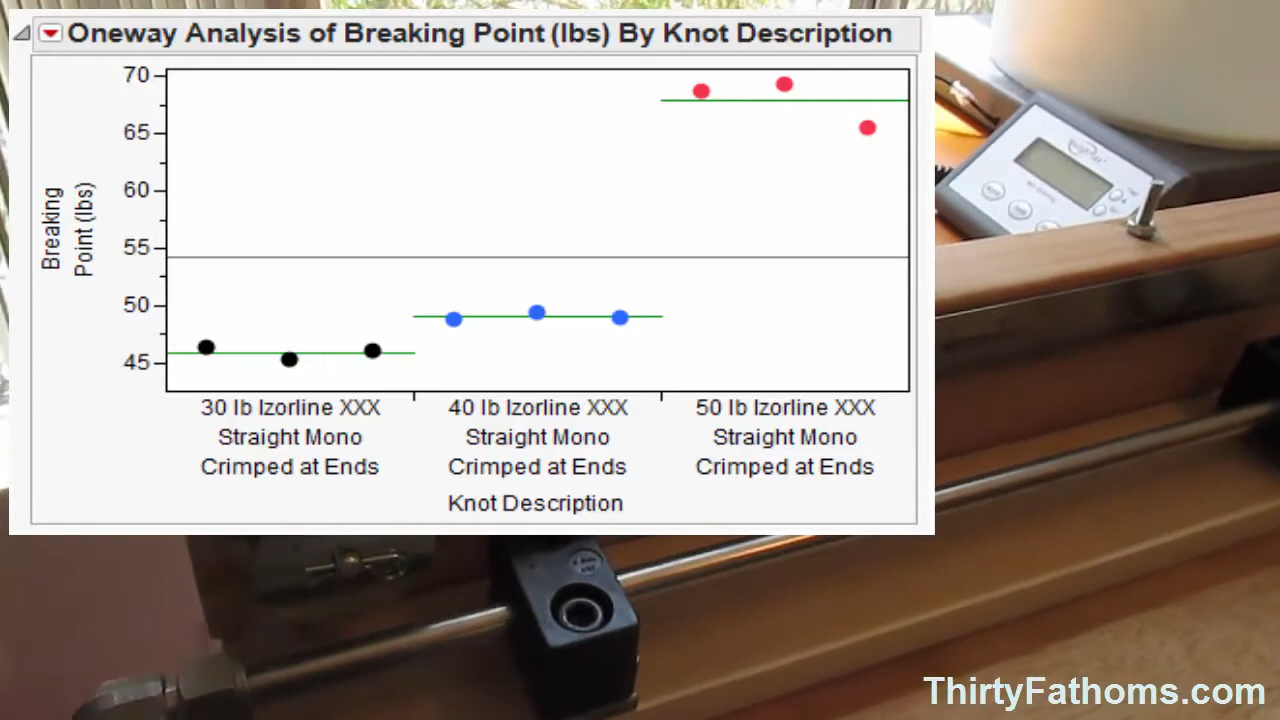 Oneway Analysis of Breaking Point (lbs) By Knot Description
70
65
60
55
50
45
Breaking
Point (lbs)
30 lb Izorline XXX
Straight Mono
Crimped at Ends
40 lb Izorline XXX
Straight Mono
Crimped at Ends
50 lb Izorline XXX
Straight Mono
Crimped at Ends
Knot Description
ThirtyFathoms.com